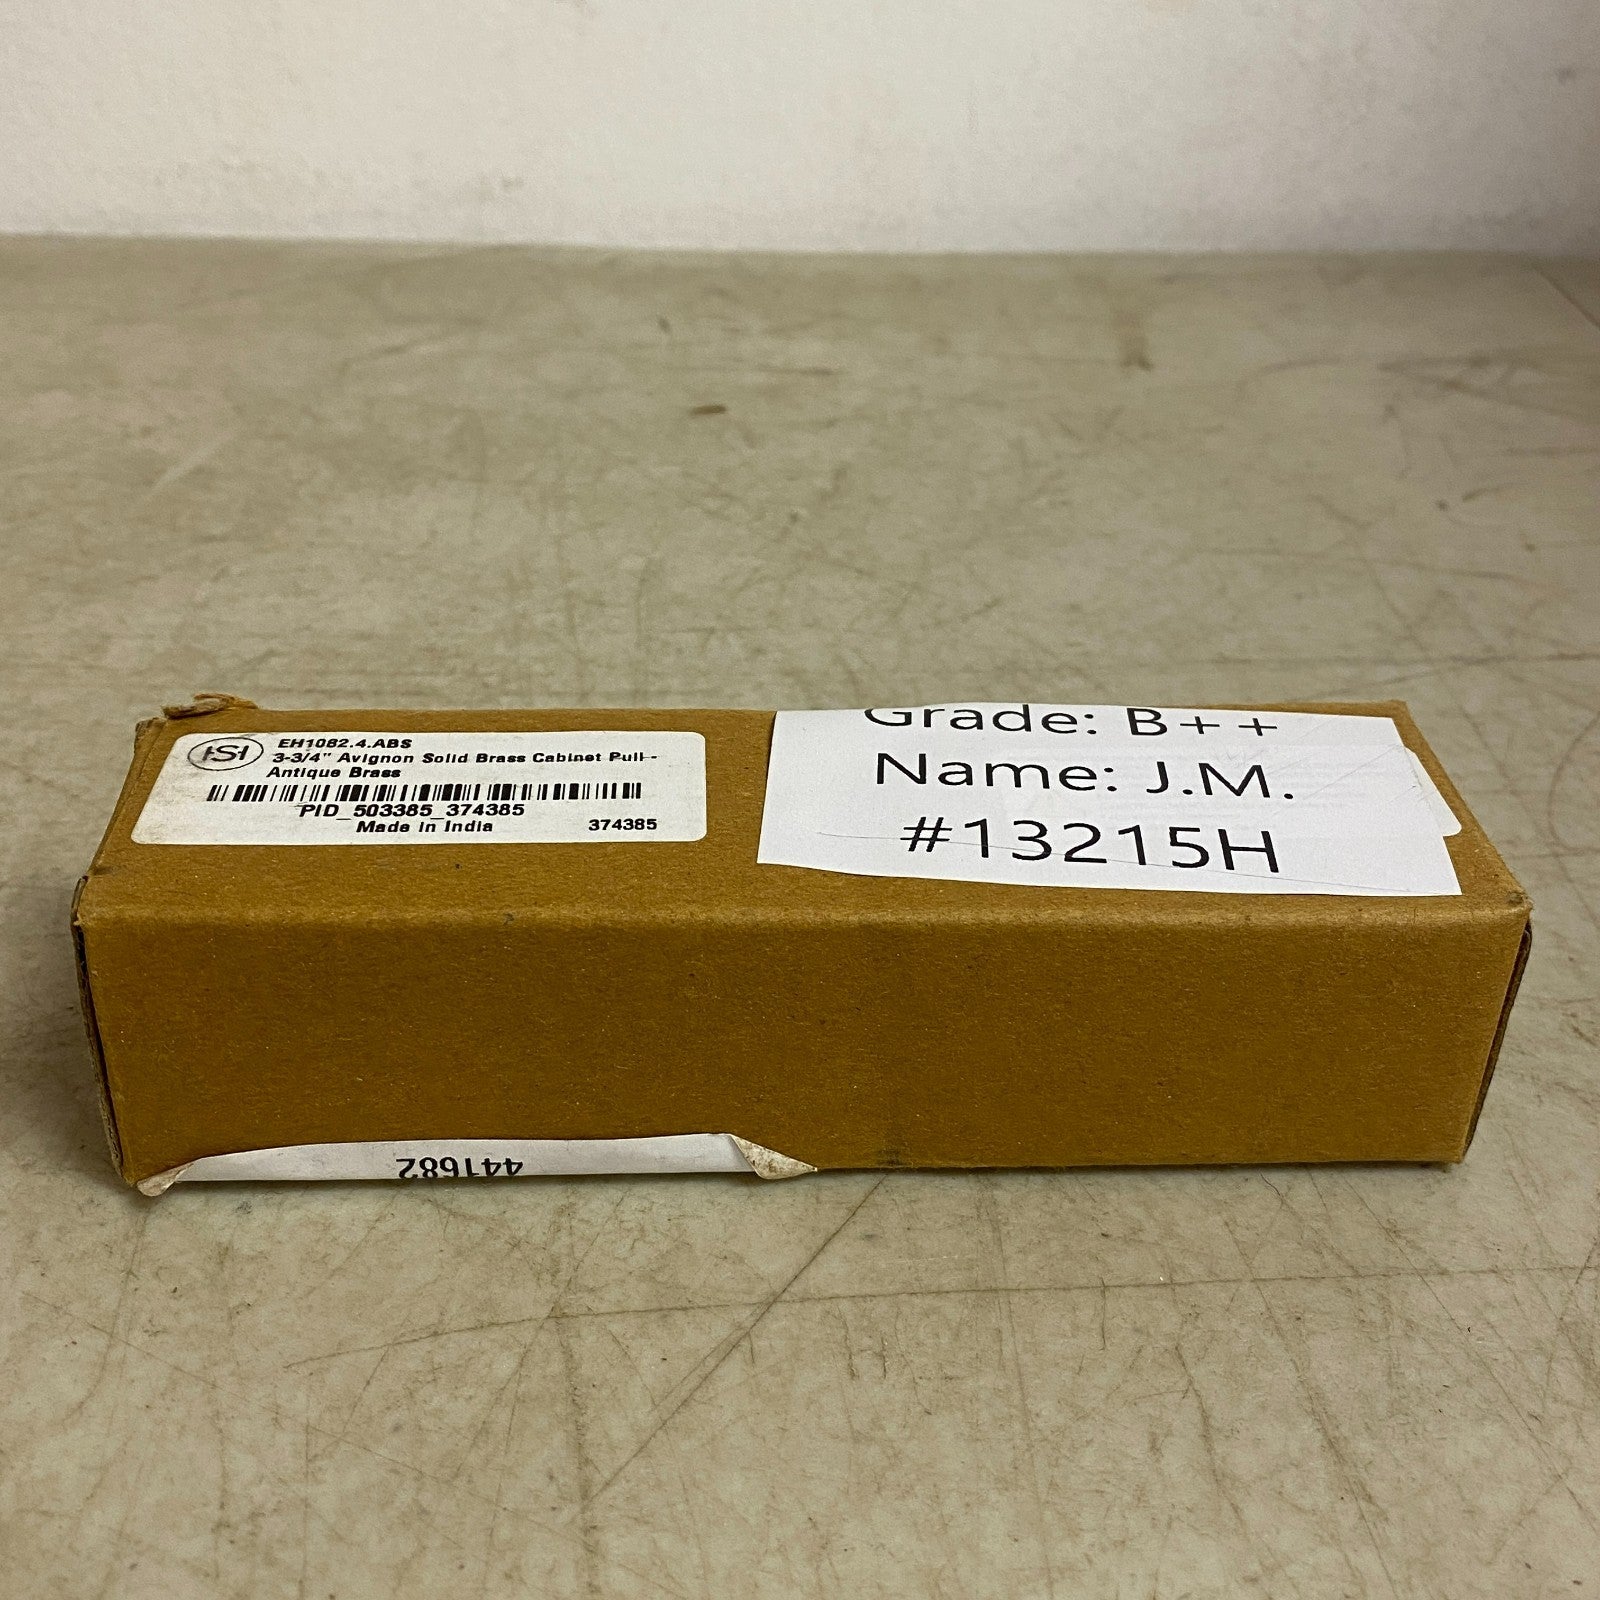 HSH
EH1082.4.ABS
3-3/4" Avignon Solid Brass Cabinet Pull -
Antique Brass
PID_503385_374385
Made in India 374385
Grade: B++
Name: J.M.
#13215H
441682